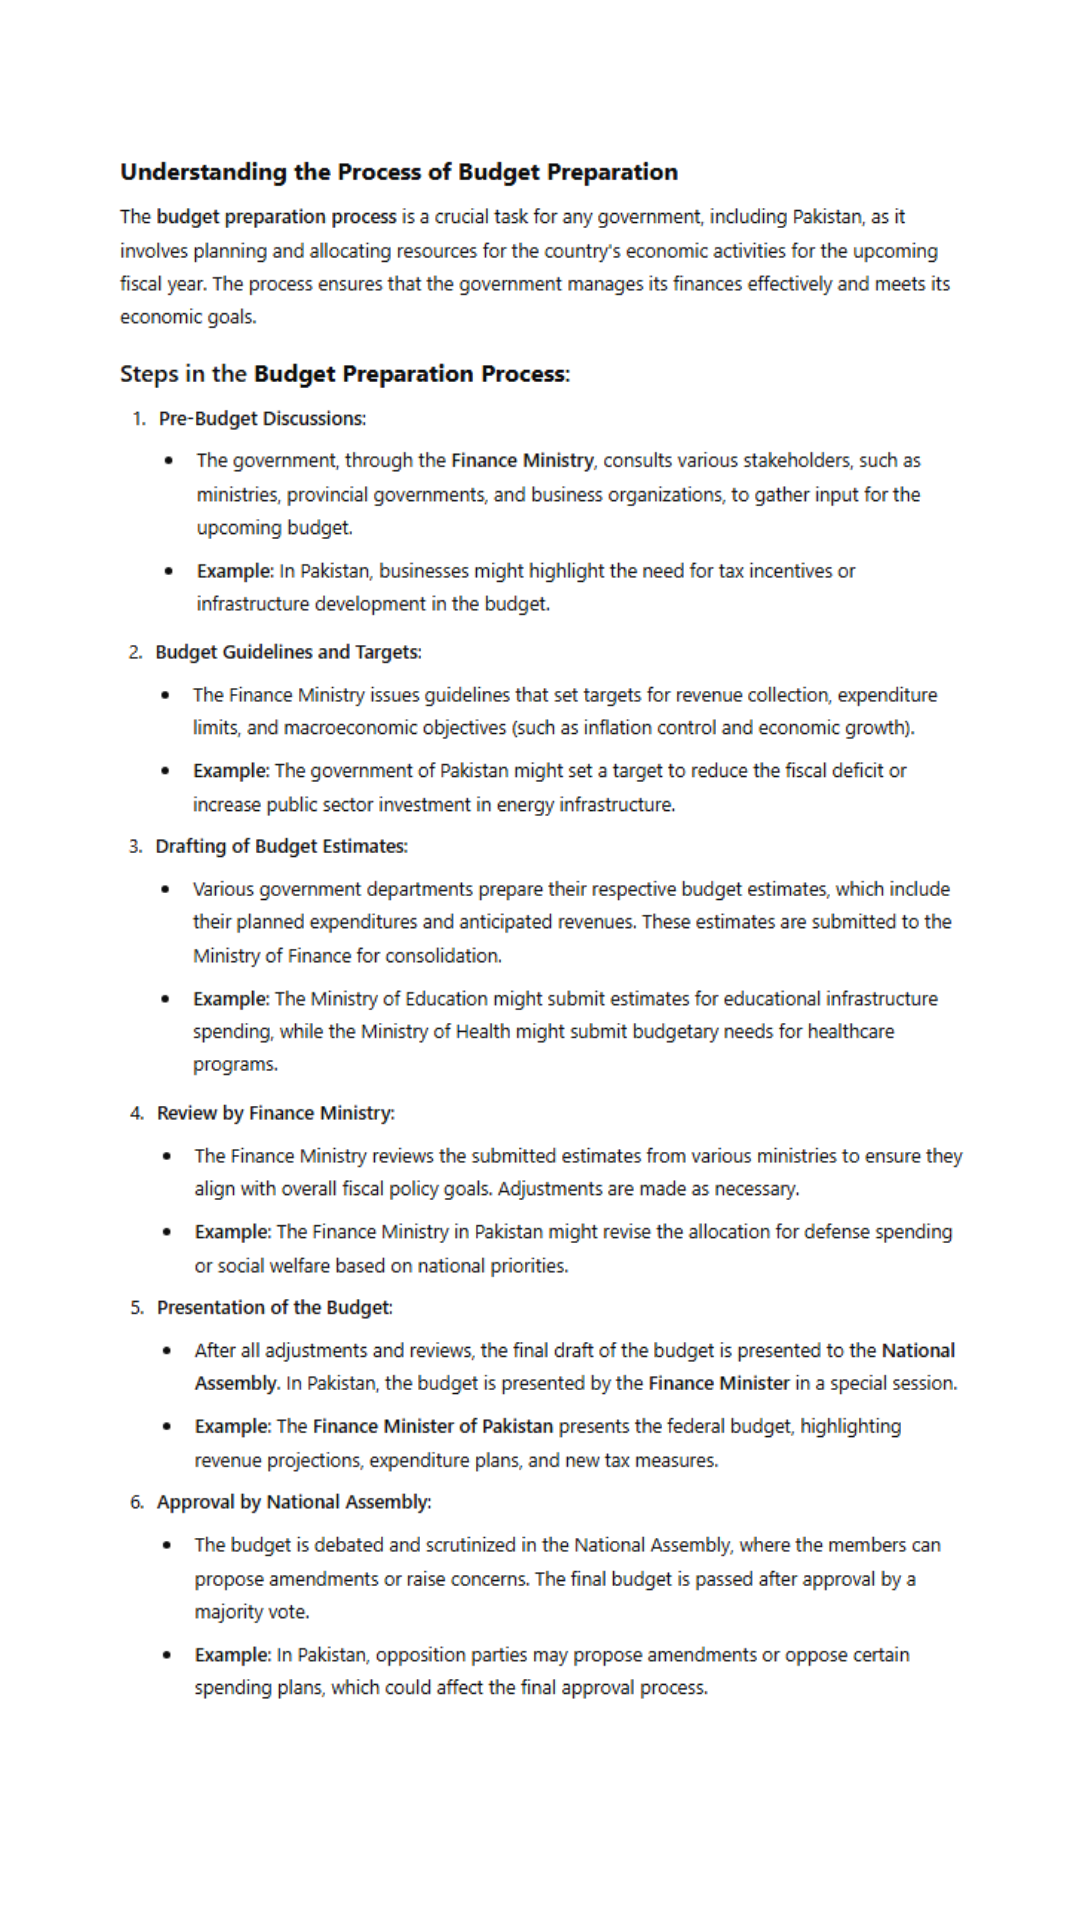 Understanding the Process of Budget Preparation
The budget preparation process is a crucial task for any government, including Pakistan, as it
involves planning and allocating resources for the country's economic activities for the upcoming
fiscal year. The process ensures that the government manages its finances effectively and meets its
economic goals.
Steps in the Budget Preparation Process:
1. Pre-Budget Discussions:
• The government, through the Finance Ministry, consults various stakeholders, such as
ministries, provincial governments, and business organizations, to gather input for the
upcoming budget.
• Example: In Pakistan, businesses might highlight the need for tax incentives or
infrastructure development in the budget.
2. Budget Guidelines and Targets:
• The Finance Ministry issues guidelines that set targets for revenue collection, expenditure
limits, and macroeconomic objectives (such as inflation control and economic growth).
• Example: The government of Pakistan might set a target to reduce the fiscal deficit or
increase public sector investment in energy infrastructure.
3. Drafting of Budget Estimates:
• Various government departments prepare their respective budget estimates, which include
their planned expenditures and anticipated revenues. These estimates are submitted to the
Ministry of Finance for consolidation.
• Example: The Ministry of Education might submit estimates for educational infrastructure
spending, while the Ministry of Health might submit budgetary needs for healthcare
programs.
4. Review by Finance Ministry:
• The Finance Ministry reviews the submitted estimates from various ministries to ensure they
align with overall fiscal policy goals. Adjustments are made as necessary.
• Example: The Finance Ministry in Pakistan might revise the allocation for defense spending
or social welfare based on national priorities.
5. Presentation of the Budget:
• After all adjustments and reviews, the final draft of the budget is presented to the National
Assembly. In Pakistan, the budget is presented by the Finance Minister in a special session.
• Example: The Finance Minister of Pakistan presents the federal budget, highlighting
revenue projections, expenditure plans, and new tax measures.
6. Approval by National Assembly:
• The budget is debated and scrutinized in the National Assembly, where the members can
propose amendments or raise concerns. The final budget is passed after approval by a
majority vote.
• Example: In Pakistan, opposition parties may propose amendments or oppose certain
spending plans, which could affect the final approval process.